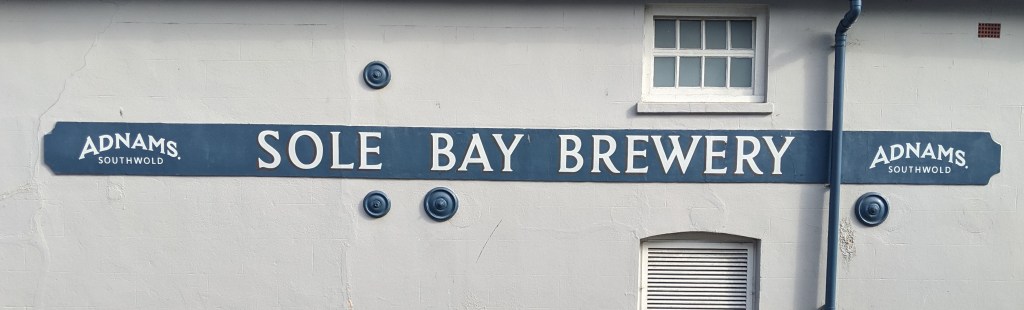 ADNAMS.
SOUTHWOLD
SOLE BAY BREWERY
ADNAMS.
SOUTHWOLD